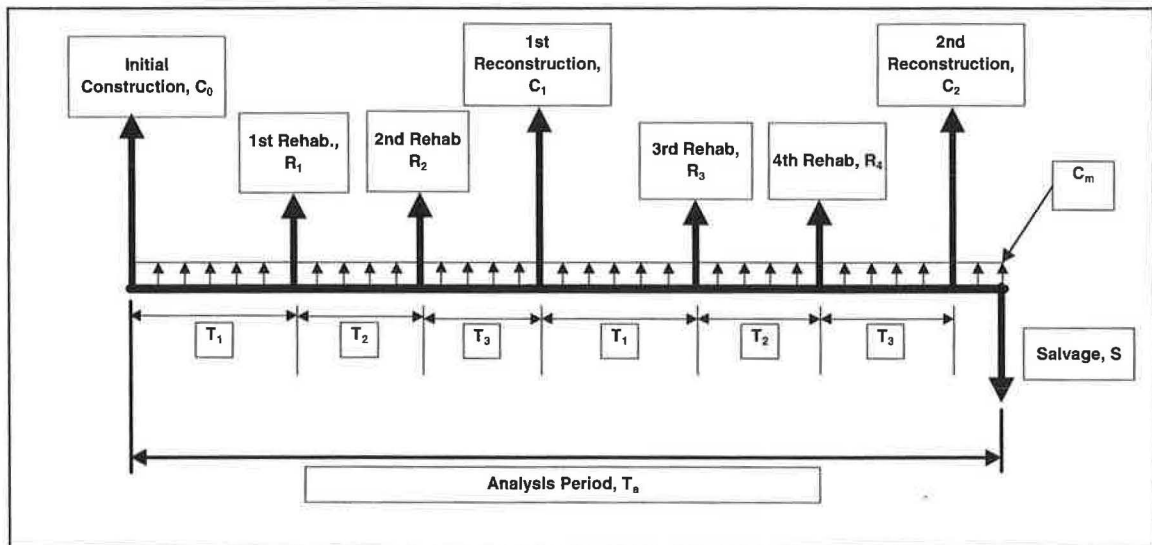 Initial
Construction, C₀
1st Rehab.,
R₁
2nd Rehab
R₂
1st
Reconstruction,
C₁
3rd Rehab,
R₃
4th Rehab, R₄
2nd
Reconstruction,
C₂
Cₘ
T₁
T₂
T₃
T₁
T₂
T₃
Salvage, S
Analysis Period, Tₐ